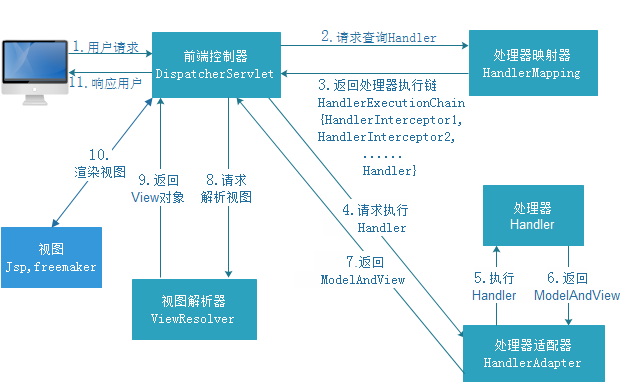 1.用户请求
11.响应用户
前端控制器
DispatcherServlet
2.请求查询Handler
处理器映射器
HandlerMapping
3.返回处理器执行链
HandlerExecutionChain
{HandlerInterceptor1,
HandlerInterceptor2,
......
Handler}
10.
渲染视图
9.返回
View对象
8.请求
解析视图
4.请求执行
Handler
7.返回
ModelAndView
处理器
Handler
5.执行
Handler
6.返回
ModelAndView
视图
Jsp,freemaker
视图解析器
ViewResolver
处理器适配器
HandlerAdapter